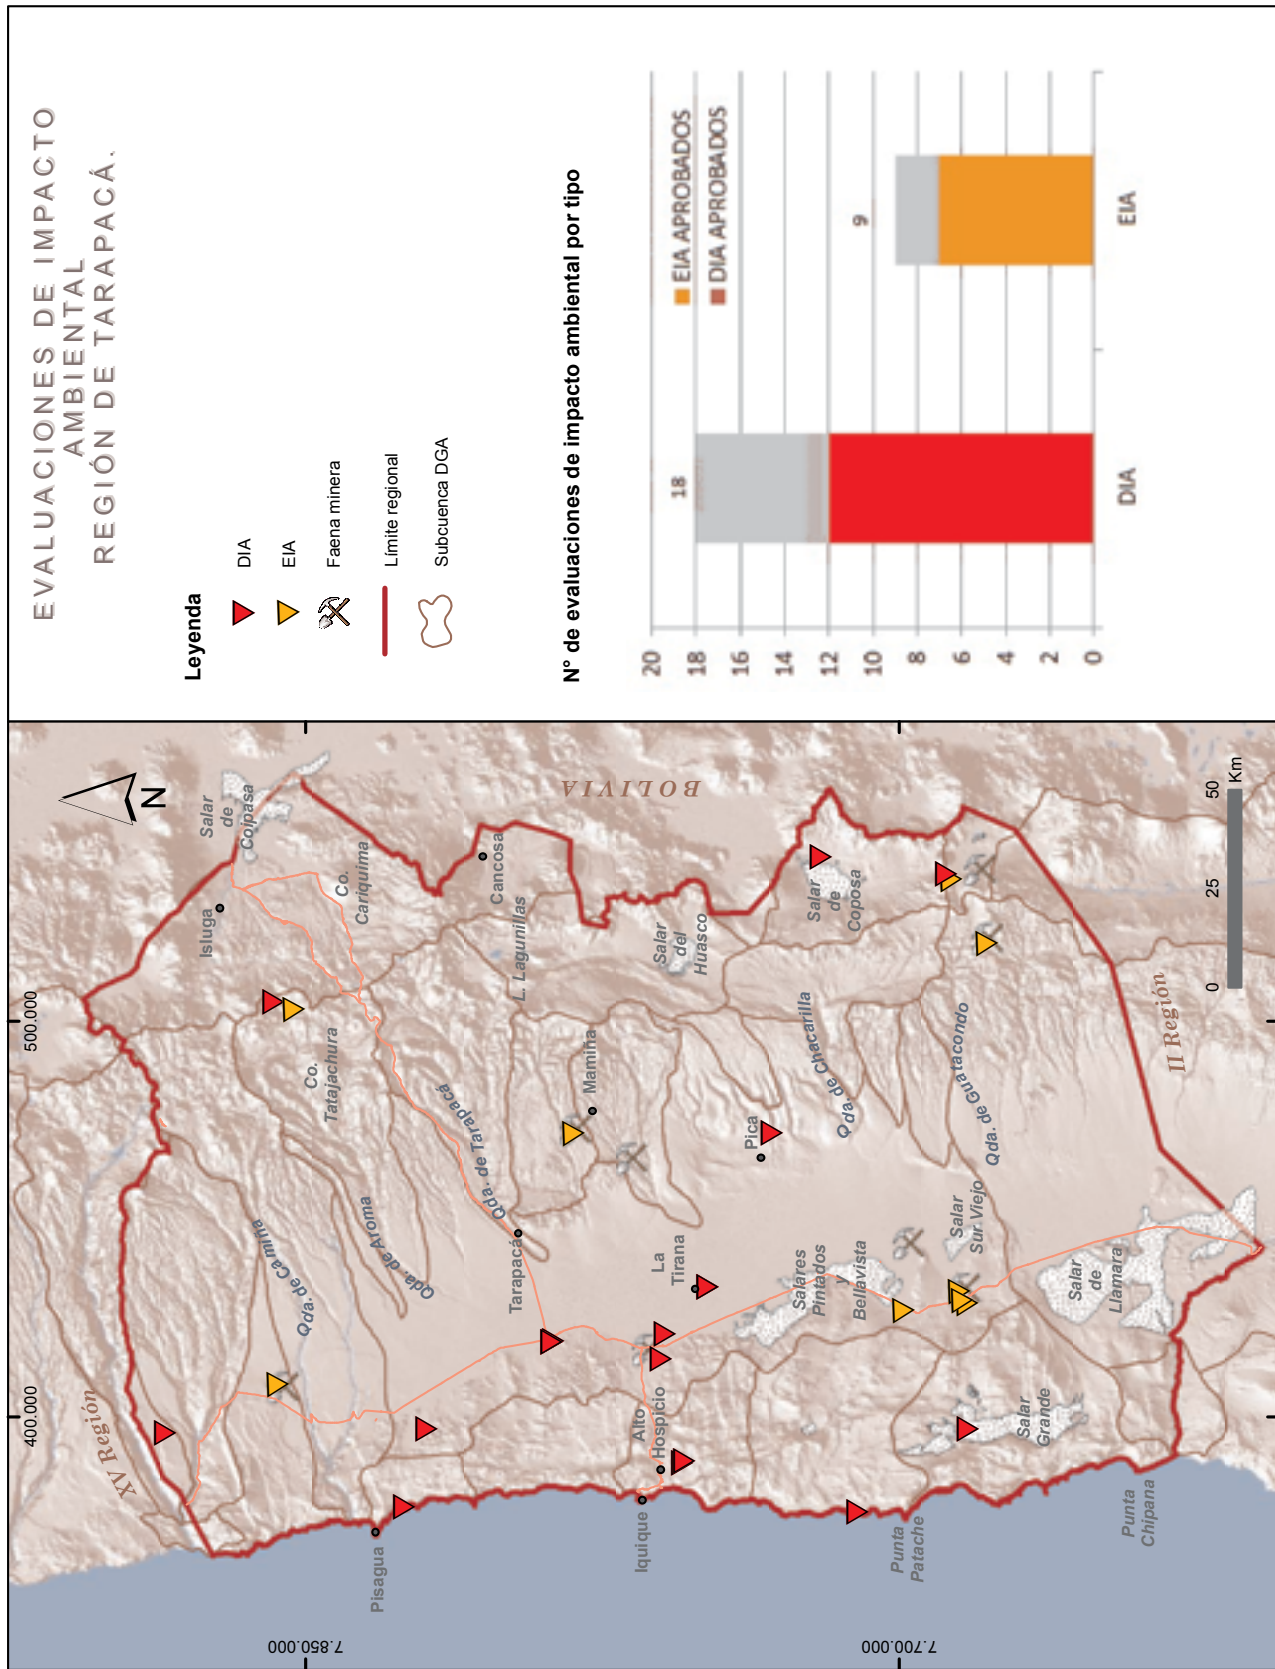 EVALUACIONES DE IMPACTO
AMBIENTAL
REGIÓN DE TARAPACÁ.
Leyenda
DIA
EIA
Faena minera
Límite regional
Subcuenca DGA
N° de evaluaciones de impacto ambiental por tipo
EIA APROBADOS
DIA APROBADOS
20
18
16
14
12
10
8
6
4
2
0
18
9
DIA
EIA
400.000
500.000
7.850.000
7.700.000
N
XV Región
BOLIVIA
II Región
Salar
de
Coipasa
Isluga
Co.
Cariquima
Cancosa
Co.
Tatajachura
L. Lagunillas
Qda. de Camiña
Qda. de Aroma
Qda. de Tarapacá
Pisagua
Tarapacá
Mamiña
Salar
del
Huasco
Iquique
Alto
Hospicio
La
Tirana
Pica
Qda. de Chacarilla
Salar
de
Coposa
Salares
Pintados
y
Bellavista
Punta
Patache
Salar
Sur Viejo
Qda. de Guatacondo
Salar
Grande
Salar
de
Llamara
Punta
Chipana
0
25
50
Km